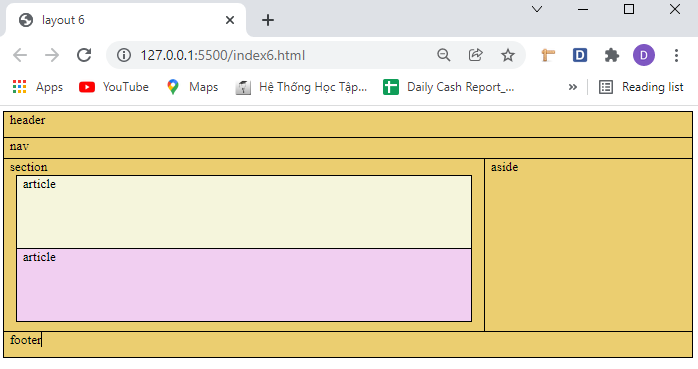 layout 6
127.0.0.1:5500/index6.html
D
D
Apps YouTube Maps Hệ Thống Học Tập... Daily Cash Report_... » Reading list
header
nav
section aside
article
article
footer